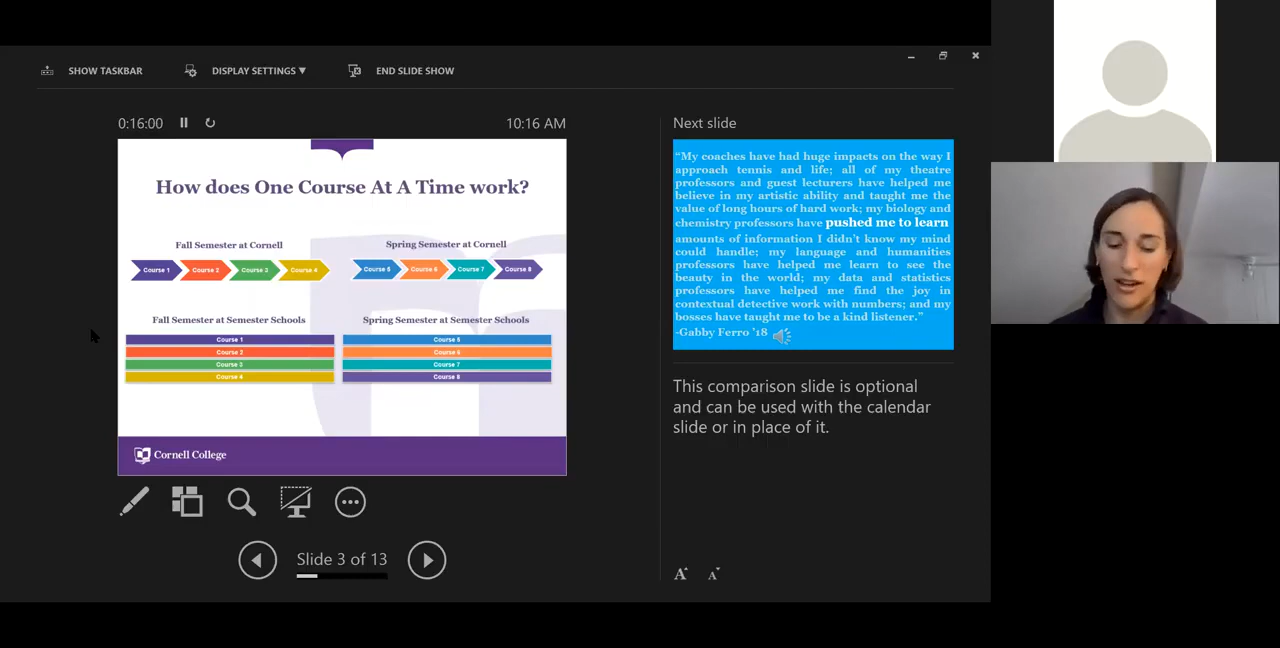 SHOW TASKBAR
DISPLAY SETTINGS ▼
END SLIDE SHOW
0:16:00
10:16 AM
How does One Course At A Time work?
Fall Semester at Cornell
Spring Semester at Cornell
Course 1
Course 2
Course 3
Course 4
Course 5
Course 6
Course 7
Course 8
Fall Semester at Semester Schools
Spring Semester at Semester Schools
Course 1
Course 2
Course 3
Course 4
Course 5
Course 6
Course 7
Course 8
Cornell College
Slide 3 of 13
Next slide
“My coaches have had huge impacts on the way I
approach tennis and life; all of my theatre
professors and guest lecturers have helped me
believe in my artistic ability and taught me the
value of long hours of hard work; my biology and
chemistry professors have pushed me to learn
amounts of information I didn’t know my mind
could handle; my language and humanities
professors have helped me learn to see the
beauty in the world; my data and statistics
professors have helped me find the joy in
contextual detective work with numbers; and my
bosses have taught me to be a kind listener.”
-Gabby Ferro ’18
This comparison slide is optional
and can be used with the calendar
slide or in place of it.
A A